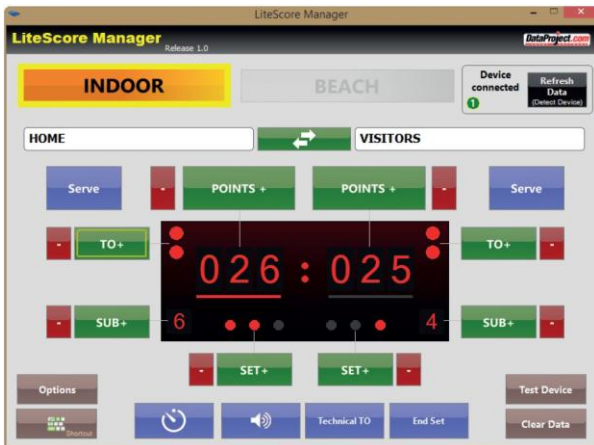 LiteScore Manager
LiteScore Manager Release 1.0
DataProject.com
INDOOR
BEACH
Device connected
1
Refresh Data
(Detect Device)
HOME
VISITORS
Serve
-
POINTS +
POINTS +
-
Serve
-
TO+
026 : 025
TO+
-
-
SUB+
6
4
SUB+
-
-
SET+
SET+
-
Options
Test Device
Shortcut
Technical TO
End Set
Clear Data